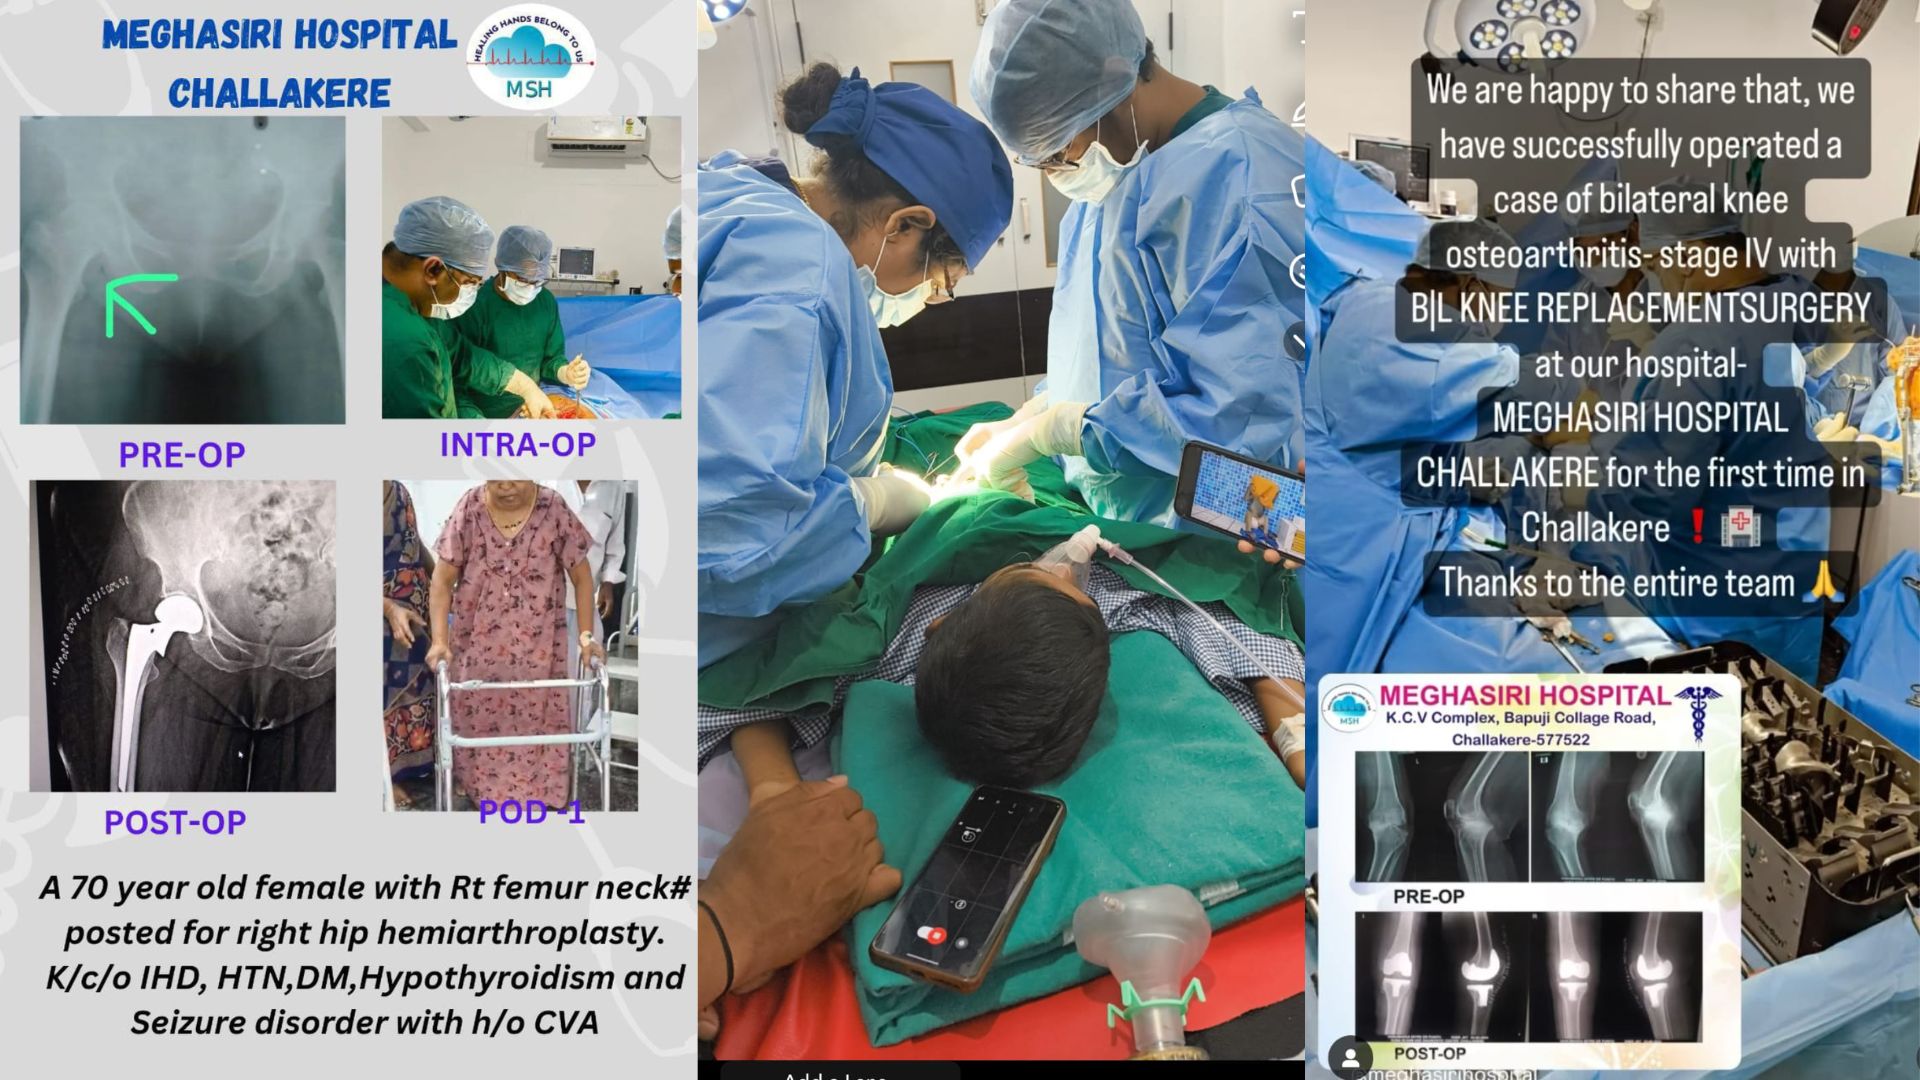 MEGHASIRI HOSPITAL
CHALLAKERE
HEALING HANDS BELONG TO US
MSH
PRE-OP
INTRA-OP
POST-OP
POD -1
A 70 year old female with Rt femur neck#
posted for right hip hemiarthroplasty.
K/c/o IHD, HTN,DM,Hypothyroidism and
Seizure disorder with h/o CVA
Add a Lens
We are happy to share that, we
have successfully operated a
case of bilateral knee
osteoarthritis- stage IV with
B|L KNEE REPLACEMENTSURGERY
at our hospital-
MEGHASIRI HOSPITAL
CHALLAKERE for the first time in
Challakere ❗🏥
Thanks to the entire team 🙏
MSH
MEGHASIRI HOSPITAL
K.C.V Complex, Bapuji Collage Road,
Challakere-577522
PRE-OP
POST-OP
@meghasirihospital